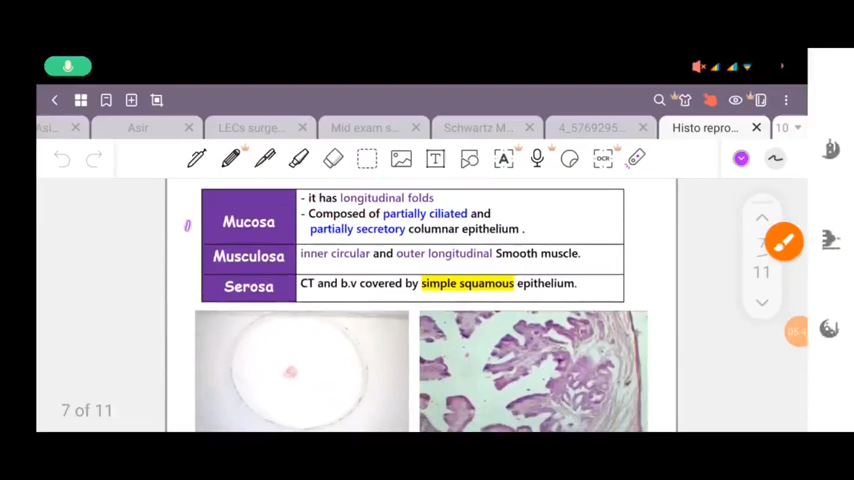 Asi...
Asir
LECs surge...
Mid exam s...
Schwartz M...
4_5769295...
Histo repro...
10
T
A
OCR
Mucosa
- it has longitudinal folds
- Composed of partially ciliated and
partially secretory columnar epithelium .
Musculosa
inner circular and outer longitudinal Smooth muscle.
Serosa
CT and b.v covered by simple squamous epithelium.
11
7 of 11